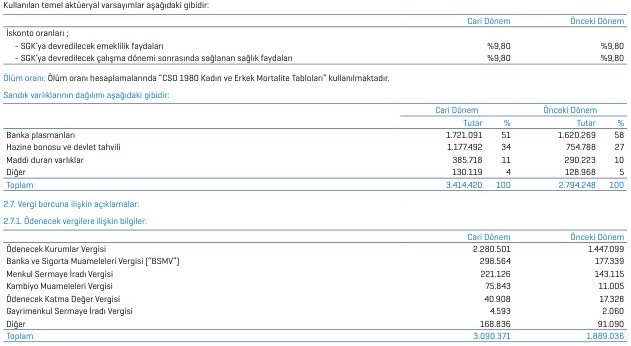 Kullanılan temel aktüeryal varsayımlar aşağıdaki gibidir:
Cari Dönem Önceki Dönem
İskonto oranları ;
- SGK'ya devredilecek emeklilik faydaları %9,80 %9,80
- SGK'ya devredilecek çalışma dönemi sonrasında sağlanan sağlık faydaları %9,80 %9,80
Ölüm oranı: Ölüm oranı hesaplamalarında "CSO 1980 Kadın ve Erkek Mortalite Tabloları" kullanılmaktadır.
Sandık varlıklarının dağılımı aşağıdaki gibidir:
Cari Dönem Önceki Dönem
Tutar % Tutar %
Banka plasmanları 1.721.091 51 1.620.269 58
Hazine bonosu ve devlet tahvili 1.177.492 34 754.788 27
Maddi duran varlıklar 385.718 11 290.223 10
Diğer 130.119 4 128.968 5
Toplam 3.414.420 100 2.794.248 100
2.7. Vergi borcuna ilişkin açıklamalar:
2.7.1. Ödenecek vergilere ilişkin bilgiler:
Cari Dönem Önceki Dönem
Ödenecek Kurumlar Vergisi 2.280.501 1.447.099
Banka ve Sigorta Muameleleri Vergisi ("BSMV") 298.564 177.339
Menkul Sermaye İradı Vergisi 221.126 143.115
Kambiyo Muameleleri Vergisi 75.843 11.005
Ödenecek Katma Değer Vergisi 40.908 17.328
Gayrimenkul Sermaye İradı Vergisi 4.593 2.060
Diğer 168.836 91.090
Toplam 3.090.371 1.889.036